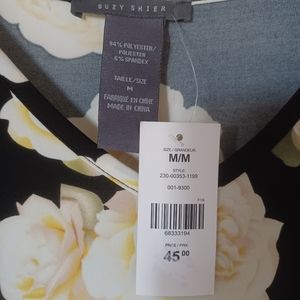 SUZY SHIER
94% POLYESTER/
POLYESTER
6% SPANDEX
TAILLE/SIZE
M
FABRIQUÉ EN CHINE
MADE IN CHINA
SIZE / GRANDEUR
M/M
STYLE
230-00353-1199
001-9300
F19
68333194
PRICE / PRIX
45.00